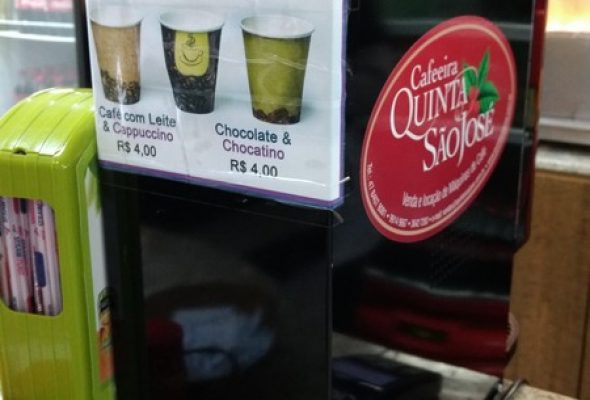 Café com Leite
& Cappuccino
R$ 4,00
Chocolate &
Chocatino
R$ 4,00
Cafeeira
QUINTA
SÃO JOSÉ
Venda e locação de Máquinas de Café